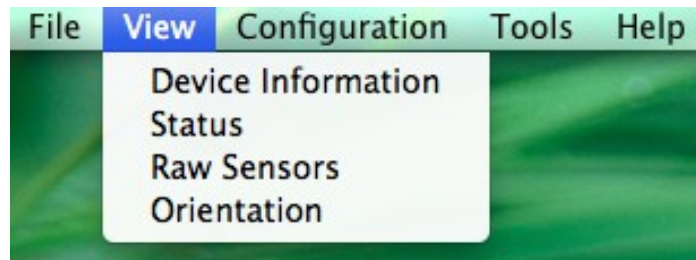 File View Configuration Tools Help
Device Information
Status
Raw Sensors
Orientation